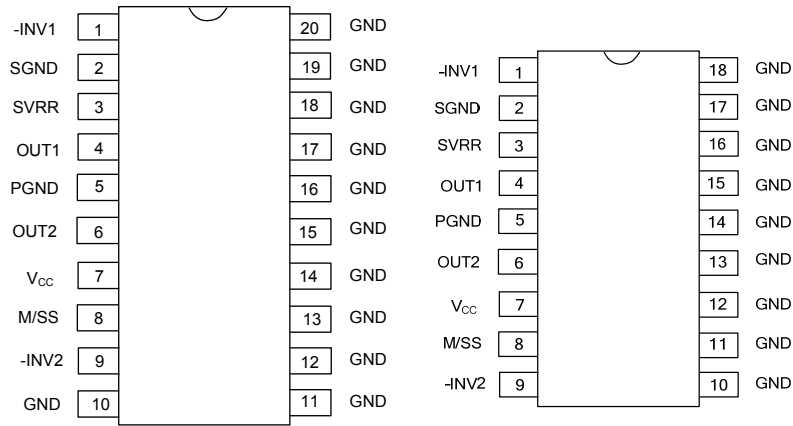 -INV1 1 20 GND
SGND 2 19 GND
SVRR 3 18 GND
OUT1 4 17 GND
PGND 5 16 GND
OUT2 6 15 GND
VCC 7 14 GND
M/SS 8 13 GND
-INV2 9 12 GND
GND 10 11 GND
-INV1 1 18 GND
SGND 2 17 GND
SVRR 3 16 GND
OUT1 4 15 GND
PGND 5 14 GND
OUT2 6 13 GND
VCC 7 12 GND
M/SS 8 11 GND
-INV2 9 10 GND